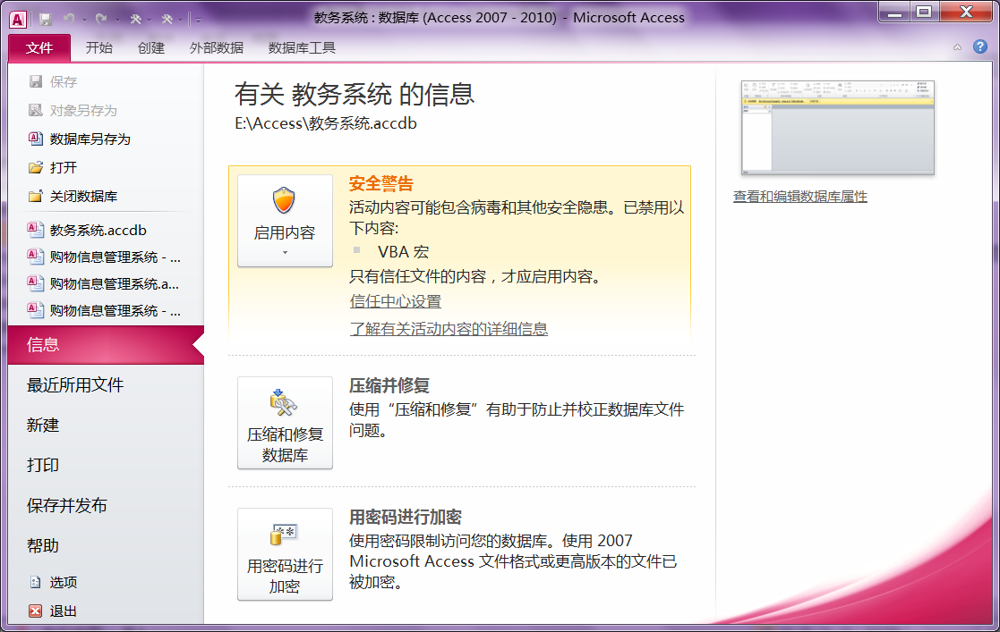 教务系统 : 数据库 (Access 2007 - 2010) - Microsoft Access
文件 开始 创建 外部数据 数据库工具
保存
对象另存为
数据库另存为
打开
关闭数据库
教务系统.accdb
购物信息管理系统 - ...
购物信息管理系统.a...
购物信息管理系统 - ...
信息
最近所用文件
新建
打印
保存并发布
帮助
选项
退出
有关 教务系统 的信息
E:\Access\教务系统.accdb
启用内容
安全警告
活动内容可能包含病毒和其他安全隐患。已禁用以
下内容:
VBA 宏
只有信任文件的内容，才应启用内容。
信任中心设置
了解有关活动内容的详细信息
压缩和修复
数据库
压缩并修复
使用“压缩和修复”有助于防止并校正数据库文件
问题。
用密码进行
加密
用密码进行加密
使用密码限制访问您的数据库。使用 2007
Microsoft Access 文件格式或更高版本的文件已
被加密。
查看和编辑数据库属性